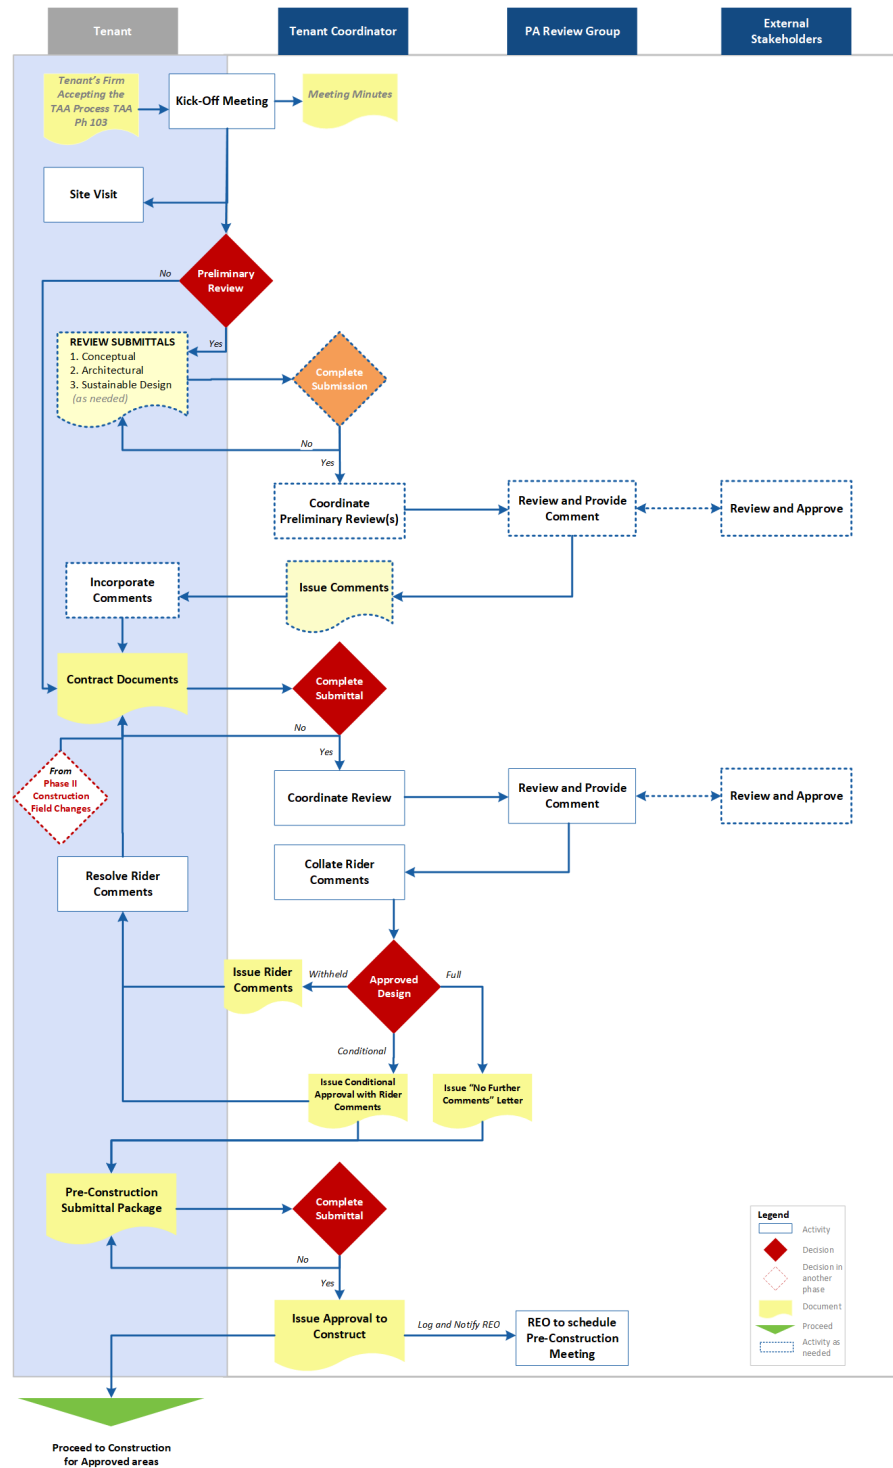 Tenant
Tenant Coordinator
PA Review Group
External
Stakeholders
Tenant's Firm
Accepting the
TAA Process TAA
Ph 103
Kick-Off Meeting
Meeting Minutes
Site Visit
Preliminary
Review
No
Yes
REVIEW SUBMITTALS
1. Conceptual
2. Architectural
3. Sustainable Design
(as needed)
Complete
Submission
No
Yes
Coordinate
Preliminary Review(s)
Review and Provide
Comment
Review and Approve
Incorporate
Comments
Issue Comments
Contract Documents
Complete
Submittal
No
Yes
From
Phase II
Construction
Field Changes
Coordinate Review
Review and Provide
Comment
Review and Approve
Resolve Rider
Comments
Collate Rider
Comments
Issue Rider
Comments
Withheld
Approved
Design
Full
Conditional
Issue Conditional
Approval with Rider
Comments
Issue "No Further
Comments" Letter
Pre-Construction
Submittal Package
Complete
Submittal
No
Yes
Issue Approval to
Construct
Log and Notify REO
REO to schedule
Pre-Construction
Meeting
Legend
Activity
Decision
Decision in
another
phase
Document
Proceed
Activity as
needed
Proceed to Construction
for Approved areas